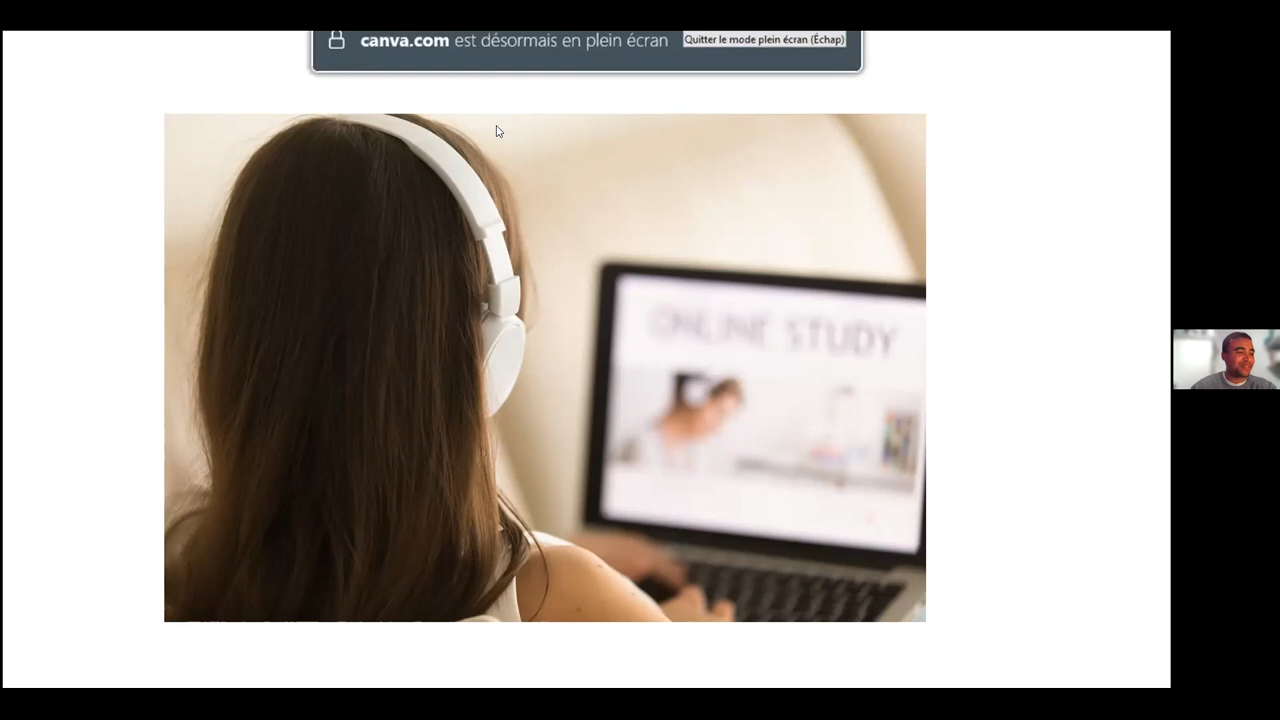 canva.com est désormais en plein écran Quitter le mode plein écran (Échap)
ONLINE STUDY